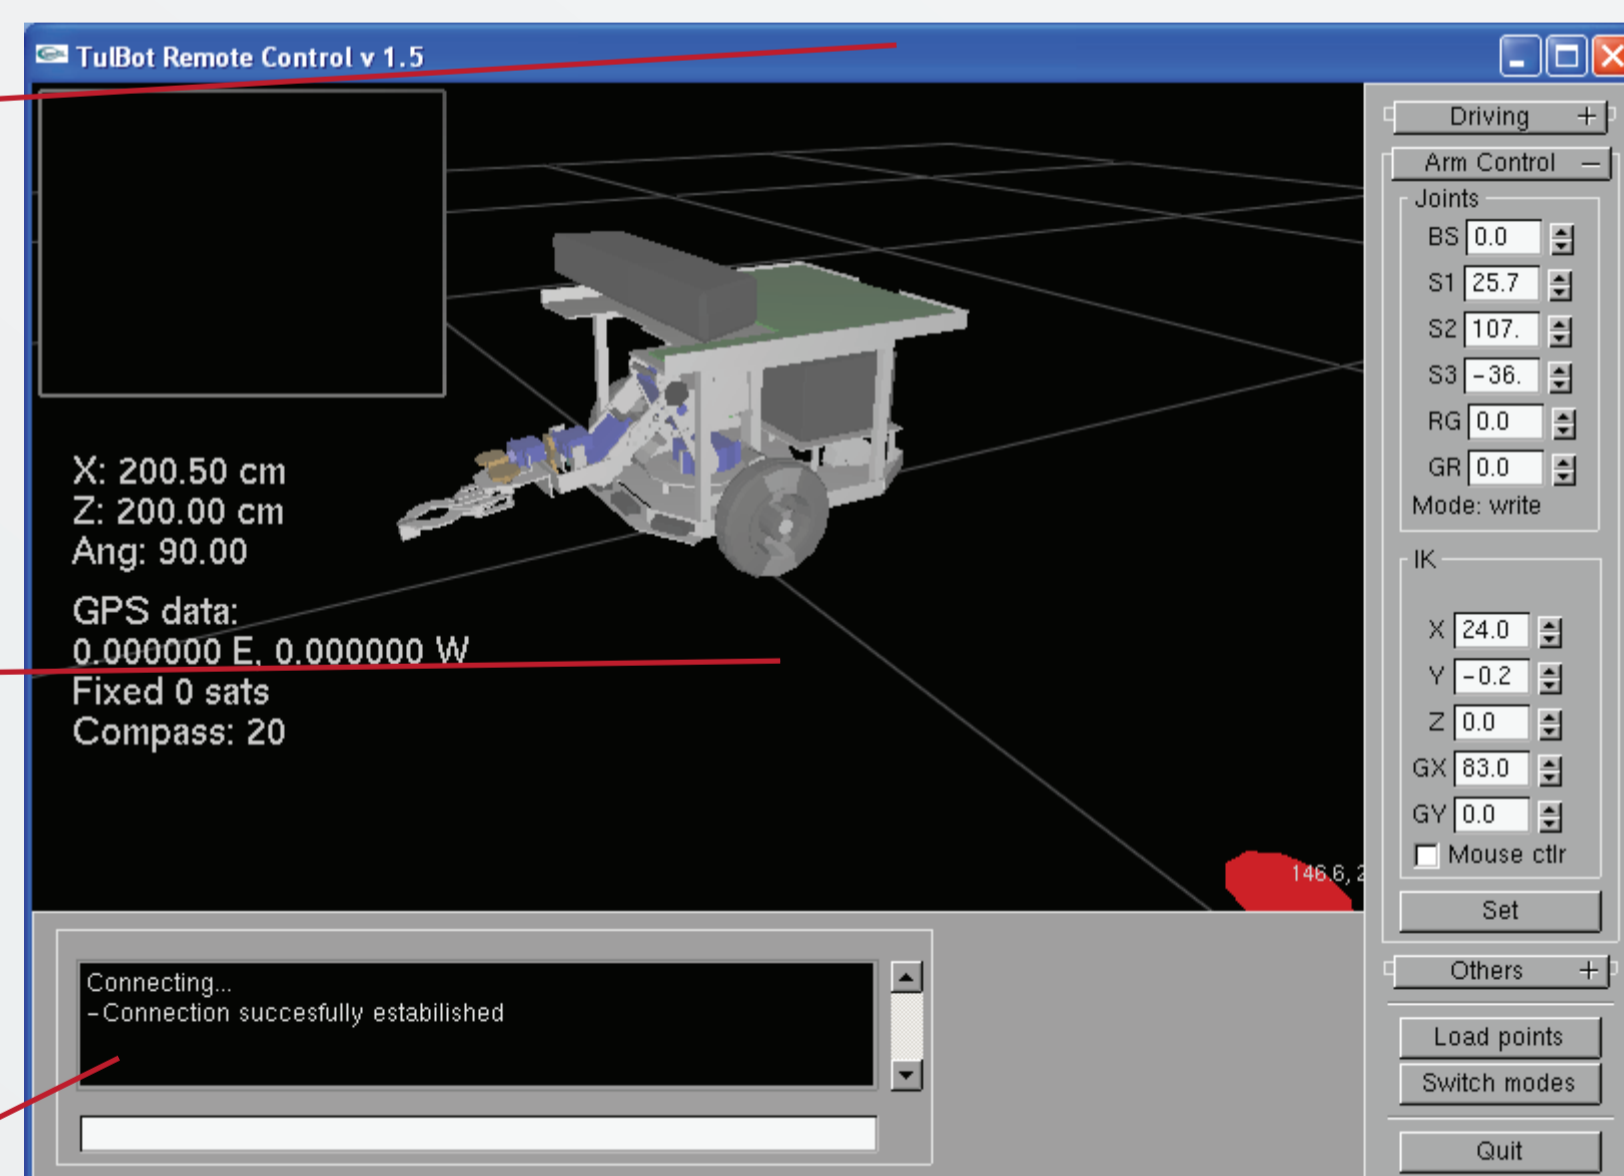 TulBot Remote Control v 1.5
X: 200.50 cm
Z: 200.00 cm
Ang: 90.00
GPS data:
0.000000 E, 0.000000 W
Fixed 0 sats
Compass: 20
146.6, 2
Connecting...
-Connection succesfully estabilished
Driving +
Arm Control -
Joints
BS 0.0
S1 25.7
S2 107.
S3 -36.
RG 0.0
GR 0.0
Mode: write
IK
X 24.0
Y -0.2
Z 0.0
GX 83.0
GY 0.0
Mouse ctlr
Set
Others +
Load points
Switch modes
Quit